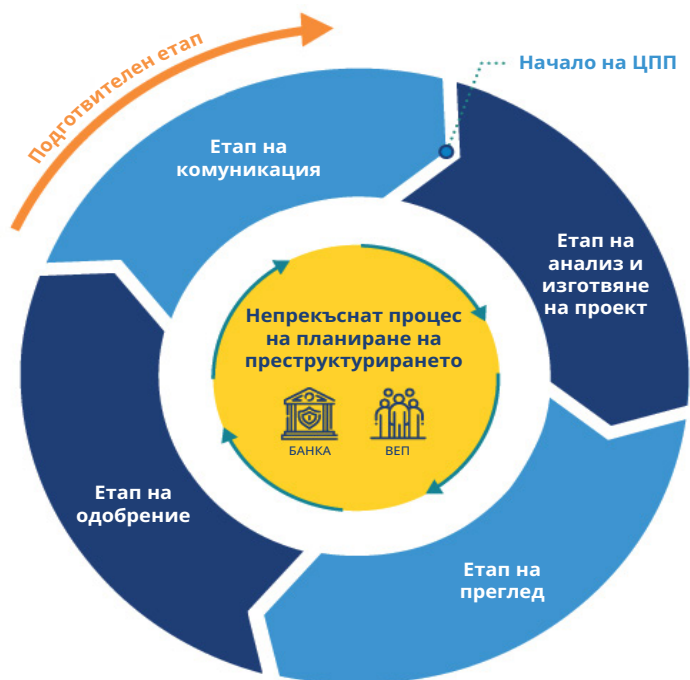 Подготвителен етап
Начало на ЦПП
Етап на
комуникация
Етап на
анализ и
изготвяне
на проект
Непрекъснат процес
на планиране на
преструктурирането
БАНКА
ВЕП
Етап на
одобрение
Етап на
преглед